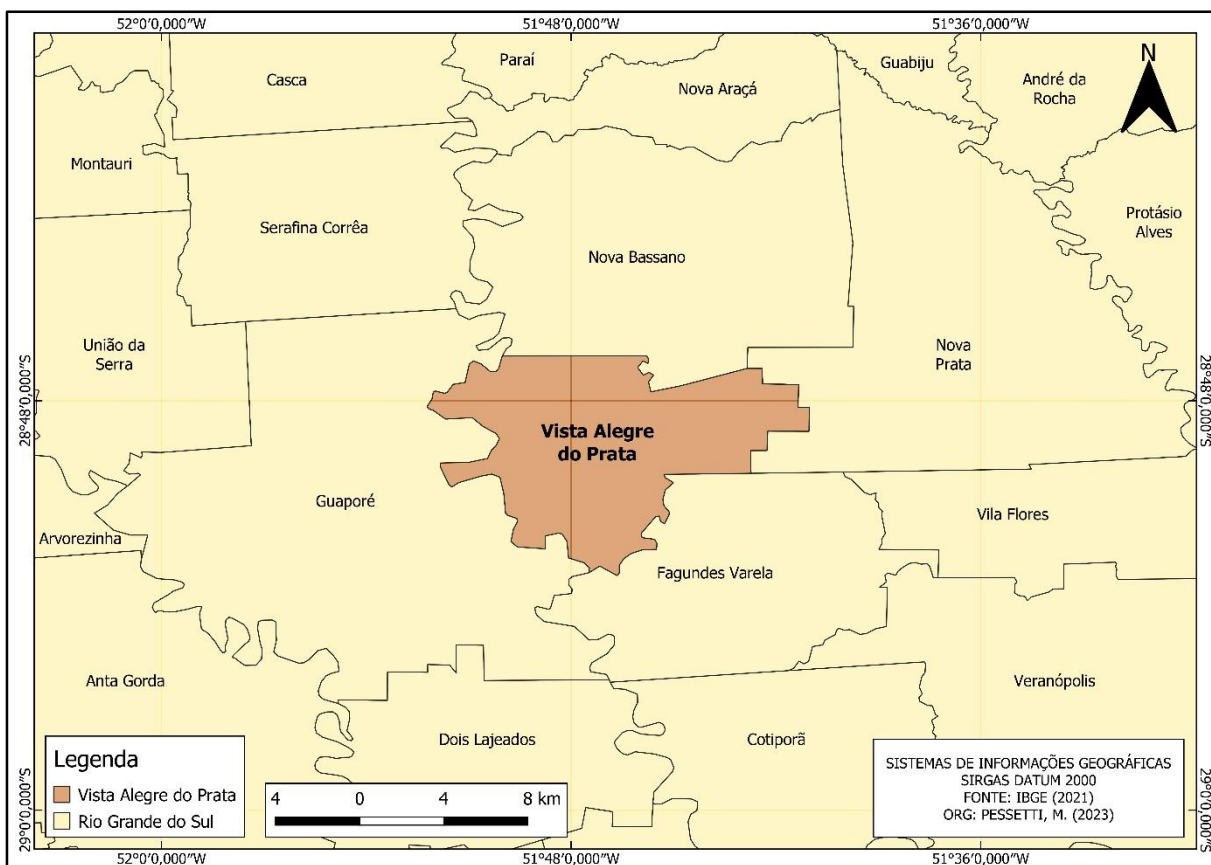 52°0'0,000"W
51°48'0,000"W
51°36'0,000"W
Casca
Paraí
Nova Araçá
Guabiju
André da
Rocha
N
Montauri
Serafina Corrêa
Nova Bassano
Protásio
Alves
União da
Serra
Nova
Prata
28°48'0,000"S
28°48'0,000"S
Vista Alegre
do Prata
Guaporé
Vila Flores
Arvorezinha
Fagundes Varela
Anta Gorda
Veranópolis
Dois Lajeados
Cotiporã
Legenda
Vista Alegre do Prata
Rio Grande do Sul
4 0 4 8 km
SISTEMAS DE INFORMAÇÕES GEOGRÁFICAS
SIRGAS DATUM 2000
FONTE: IBGE (2021)
ORG: PESSETTI, M. (2023)
29°0'0,000"S
29°0'0,000"S
52°0'0,000"W
51°48'0,000"W
51°36'0,000"W